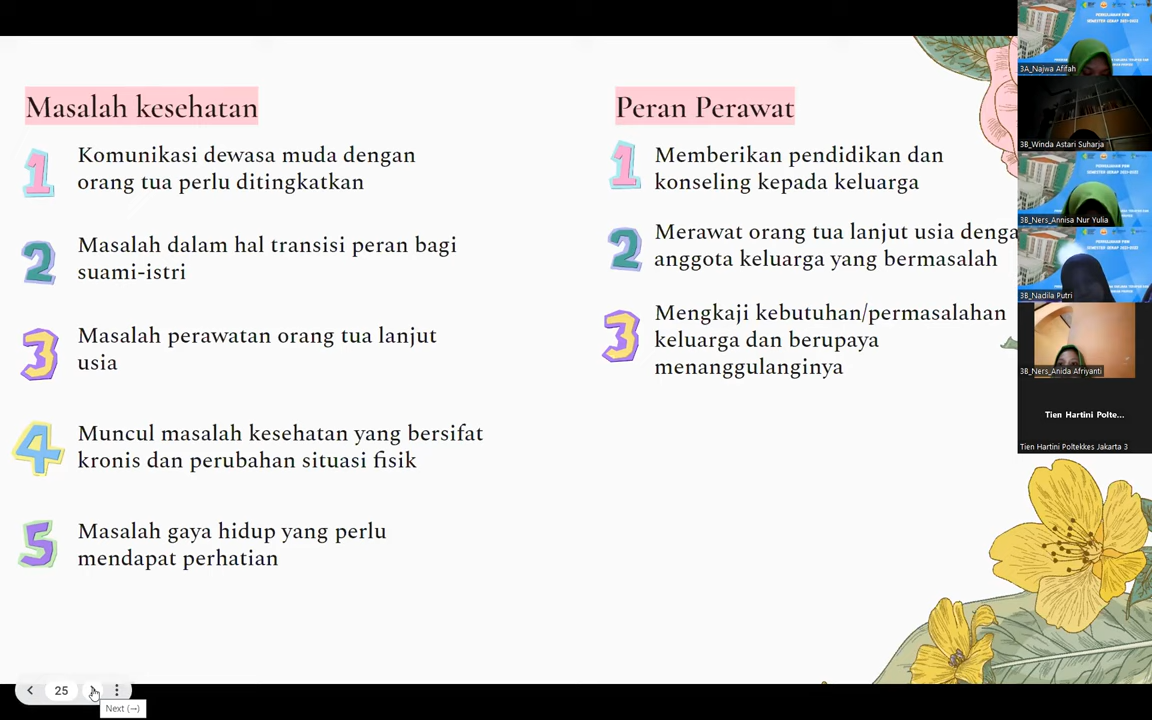 Masalah kesehatan
Komunikasi dewasa muda dengan
orang tua perlu ditingkatkan
Masalah dalam hal transisi peran bagi
suami-istri
Masalah perawatan orang tua lanjut
usia
Muncul masalah kesehatan yang bersifat
kronis dan perubahan situasi fisik
Masalah gaya hidup yang perlu
mendapat perhatian
1
2
3
4
5
Peran Perawat
1
Memberikan pendidikan dan
konseling kepada keluarga
2
Merawat orang tua lanjut usia denga
anggota keluarga yang bermasalah
3
Mengkaji kebutuhan/permasalahan
keluarga dan berupaya
menanggulanginya
3A_Najwa Afifah
3B_Winda Astari Suharja
3B_Ners_Annisa Nur Yulia
3B_Nadila Putri
3B_Ners_Anida Afriyanti
Tien Hartini Polte...
Tien Hartini Poltekkes Jakarta 3
25
Next (→)